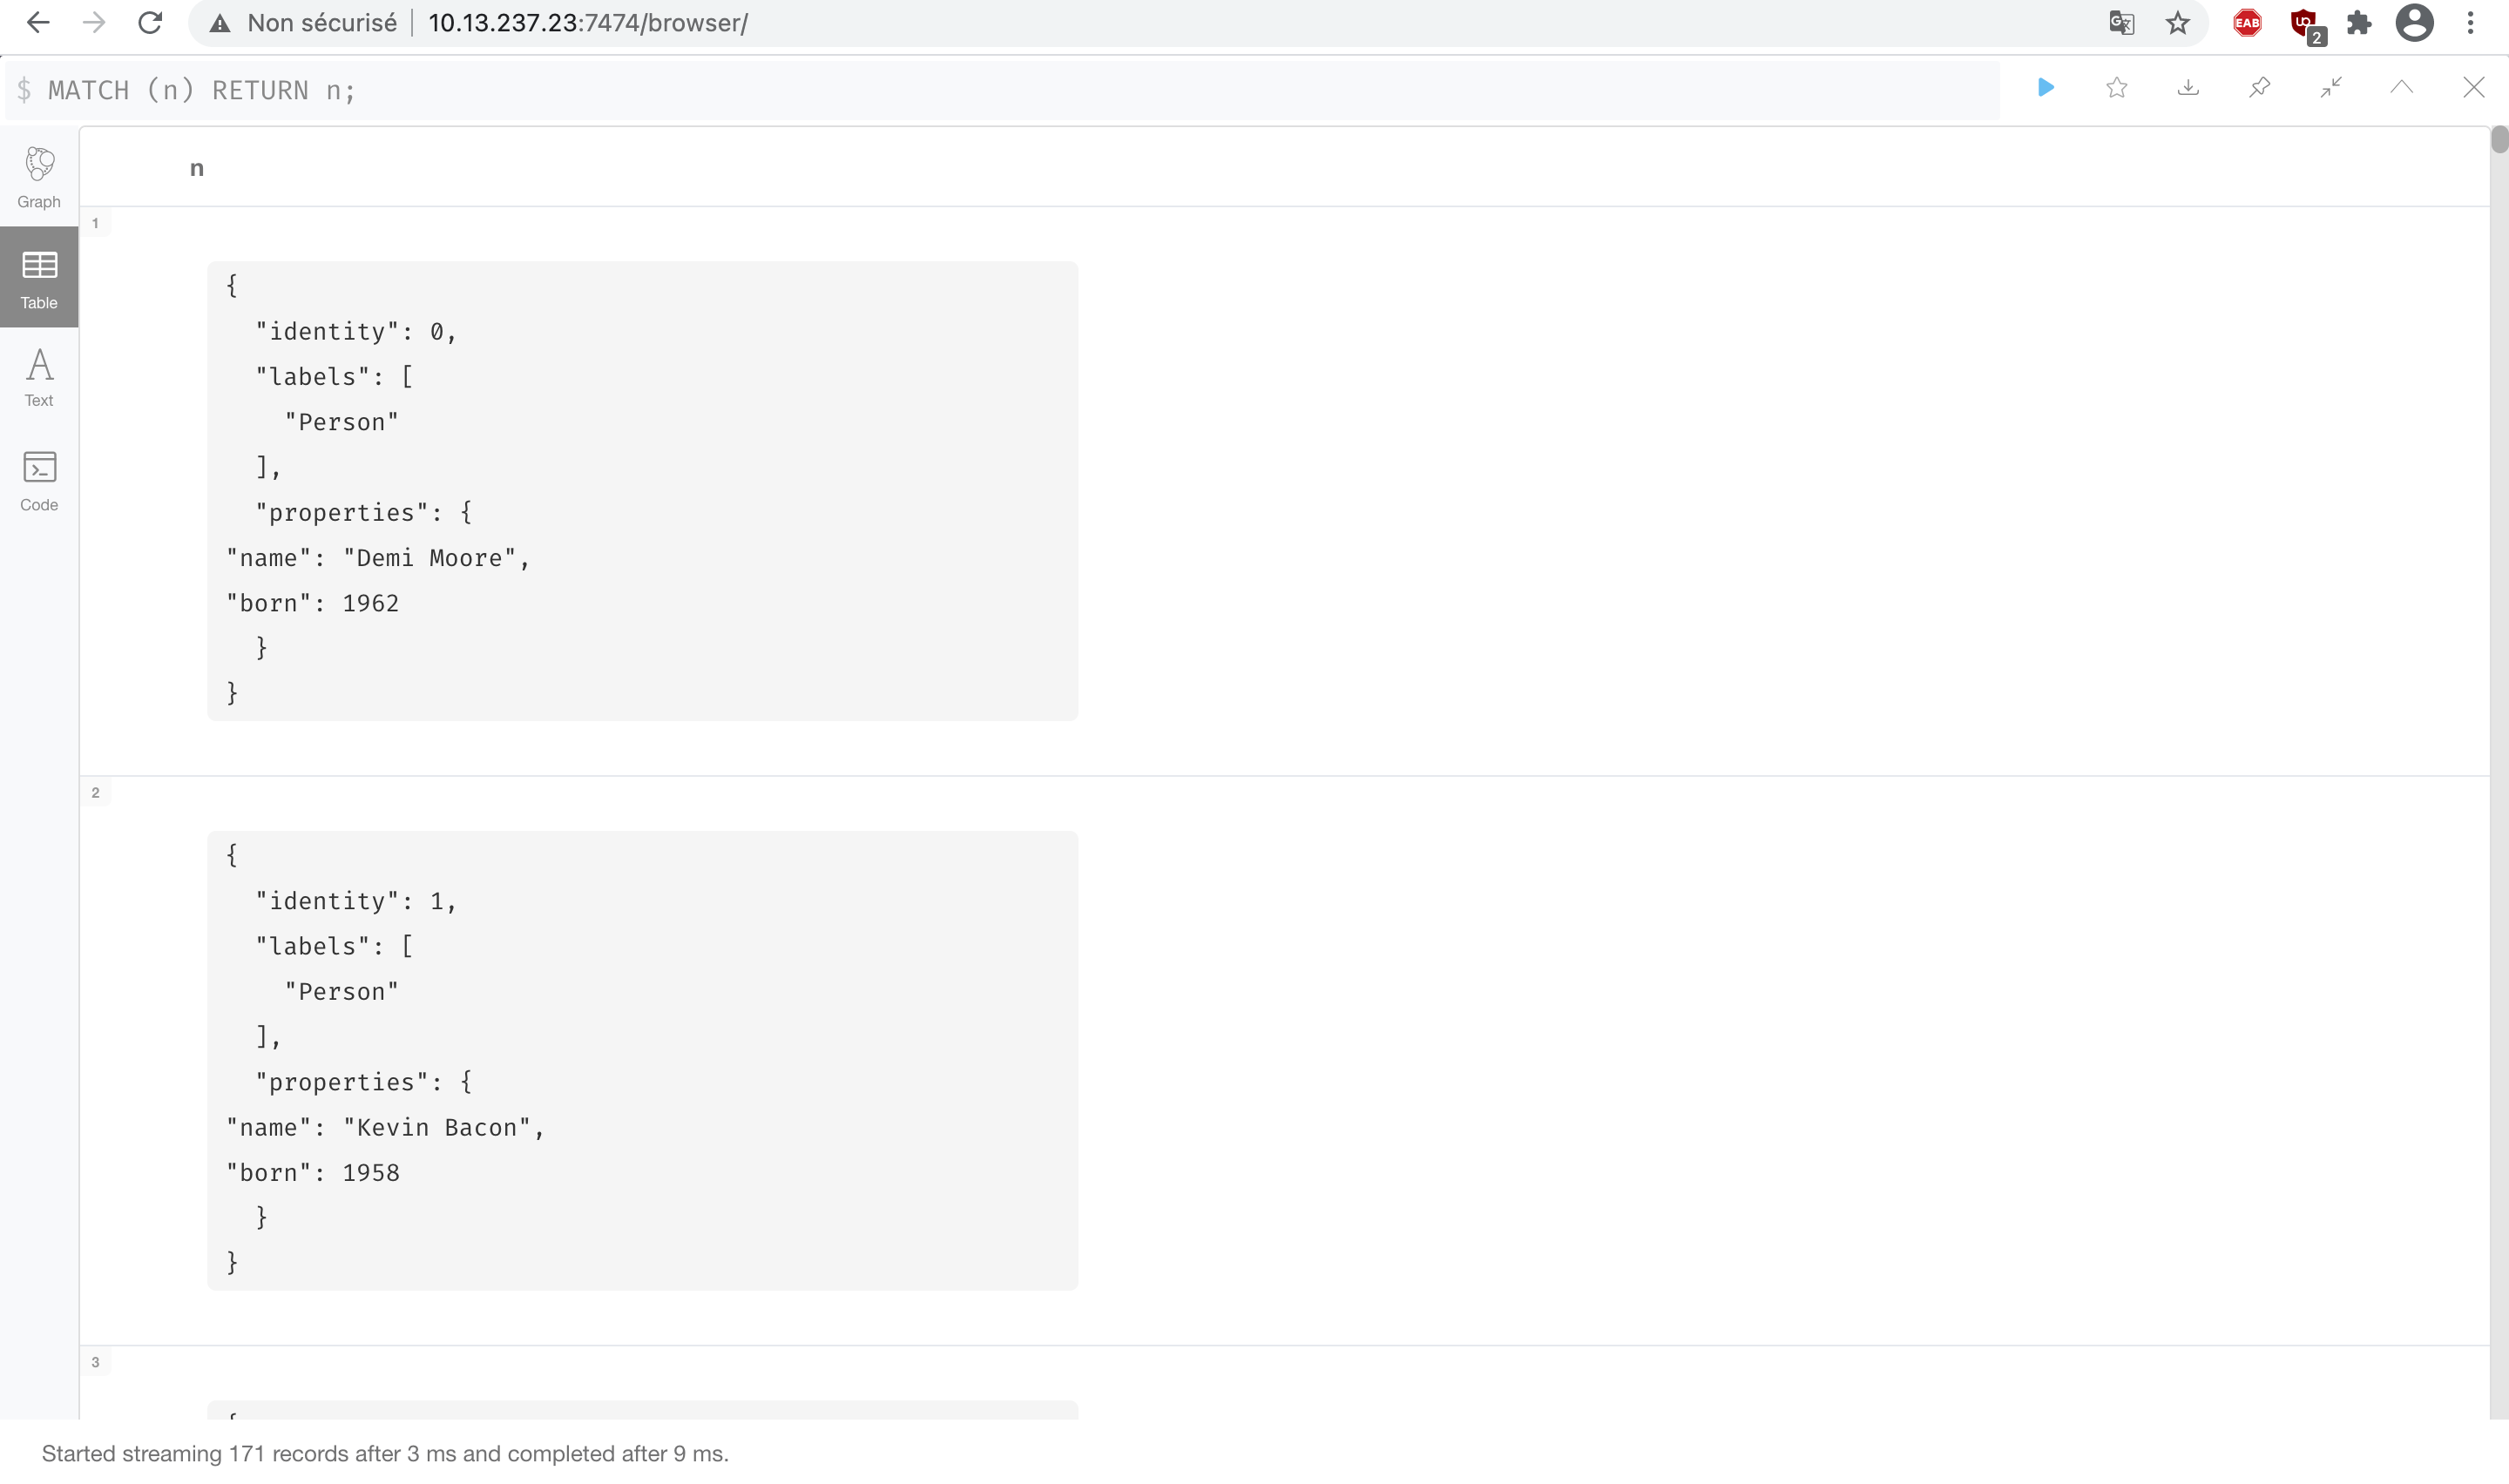 Non sécurisé 10.13.237.23:7474/browser/
EAB
UD
2
$ MATCH (n) RETURN n;
Graph
Table
Text
Code
n
1
{
"identity": 0,
"labels": [
"Person"
],
"properties": {
"name": "Demi Moore",
"born": 1962
}
}
2
{
"identity": 1,
"labels": [
"Person"
],
"properties": {
"name": "Kevin Bacon",
"born": 1958
}
}
3
{
Started streaming 171 records after 3 ms and completed after 9 ms.